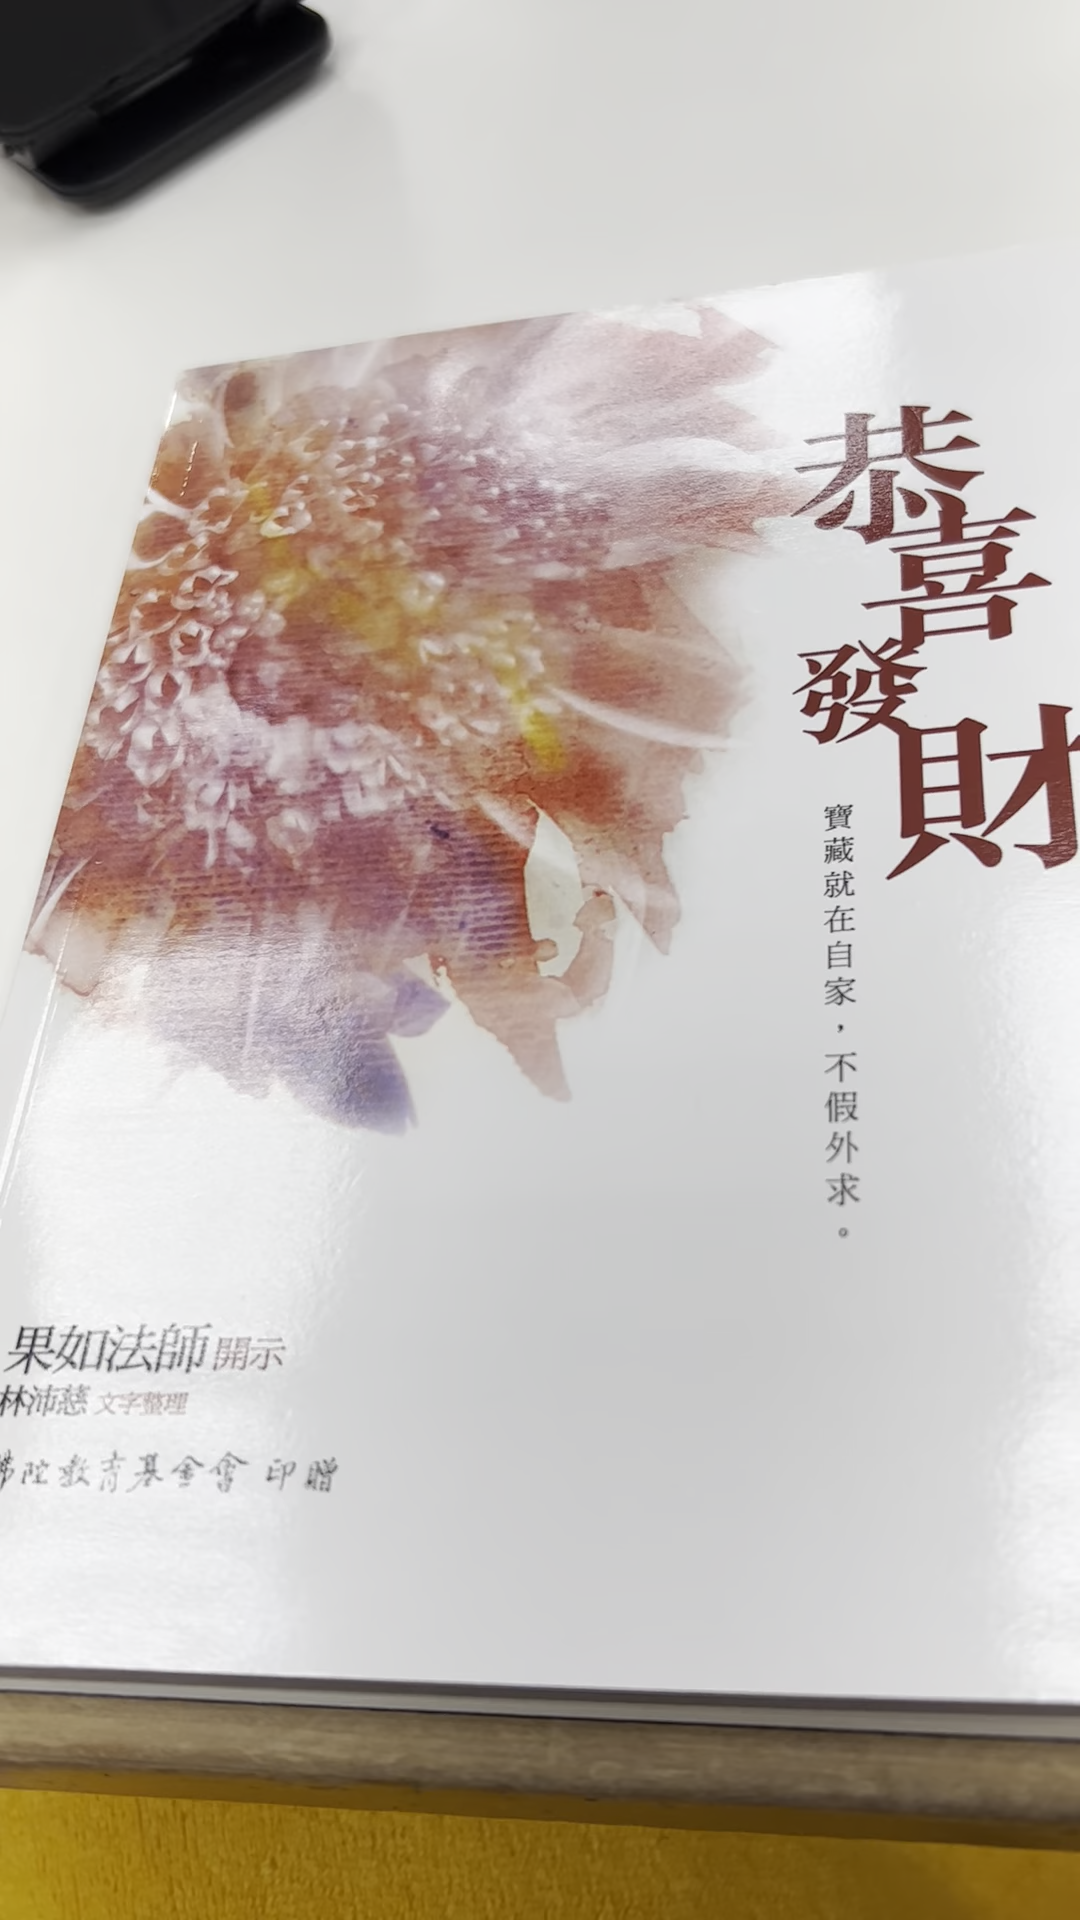 恭喜發財
寶藏就在自家，不假外求。
果如法師 開示
林沛慈 文字整理
陀教育基金會 印贈